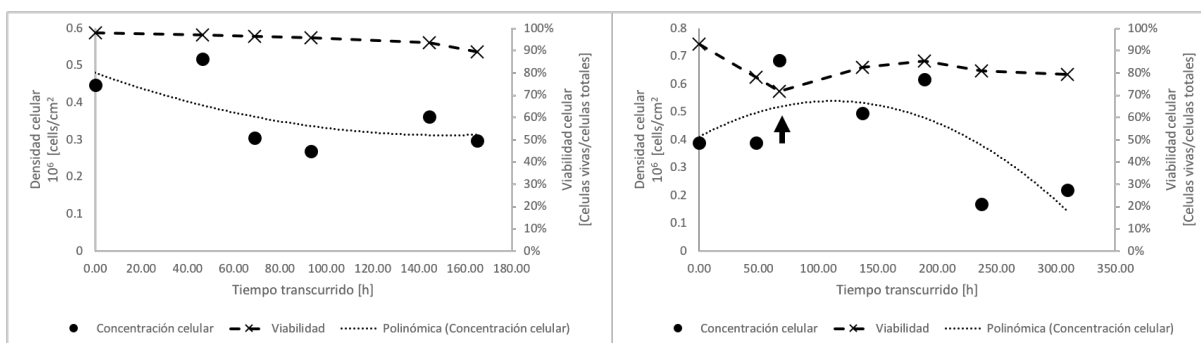 0.6
0.5
0.4
0.3
0.2
0.1
0
100%
90%
80%
70%
60%
50%
40%
30%
20%
10%
0%
0.00 20.00 40.00 60.00 80.00 100.00 120.00 140.00 160.00 180.00
Densidad celular
10⁶ [cells/cm²
Viabilidad celular
[Celulas vivas/celulas totales]
Tiempo transcurrido [h]
Concentración celular Viabilidad Polinómica (Concentración celular)
0.8
0.7
0.6
0.5
0.4
0.3
0.2
0.1
0
100%
90%
80%
70%
60%
50%
40%
30%
20%
10%
0%
0.00 50.00 100.00 150.00 200.00 250.00 300.00 350.00
Densidad celular
10⁶ [cells/cm²
Viabilidad celular
[Celulas vivas/celulas totales]
Tiempo transcurrido [h]
Concentración celular Viabilidad Polinómica (Concentración celular)